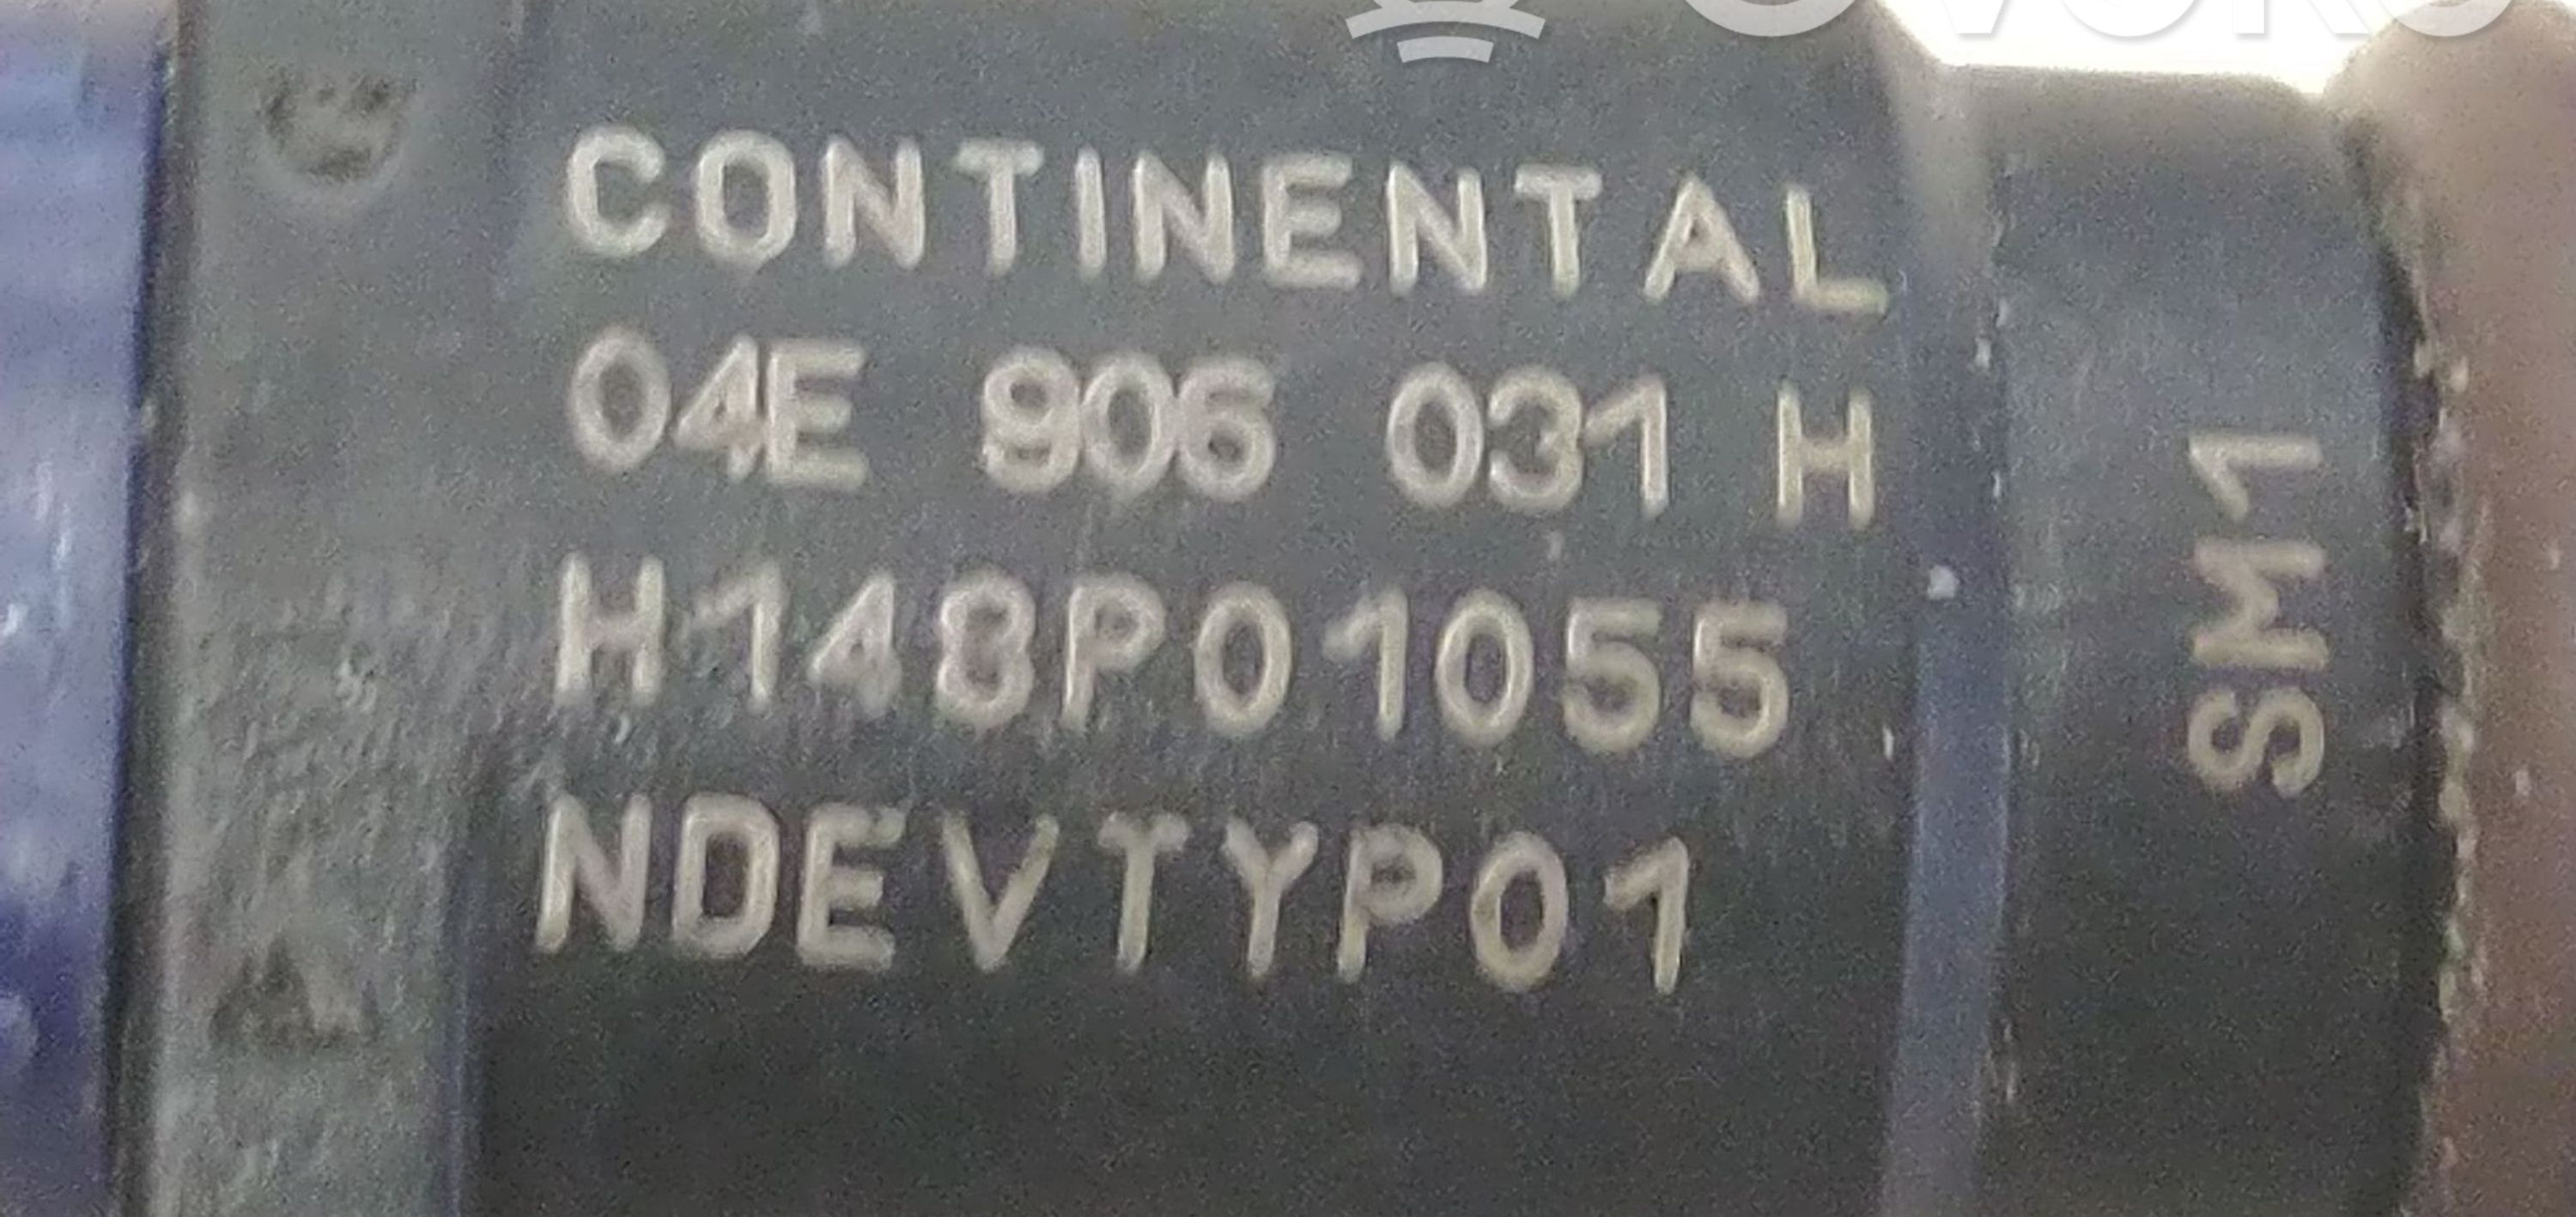 CONTINENTAL
04E 906 031 H
H148P01055
NDEVTYP01
SM1